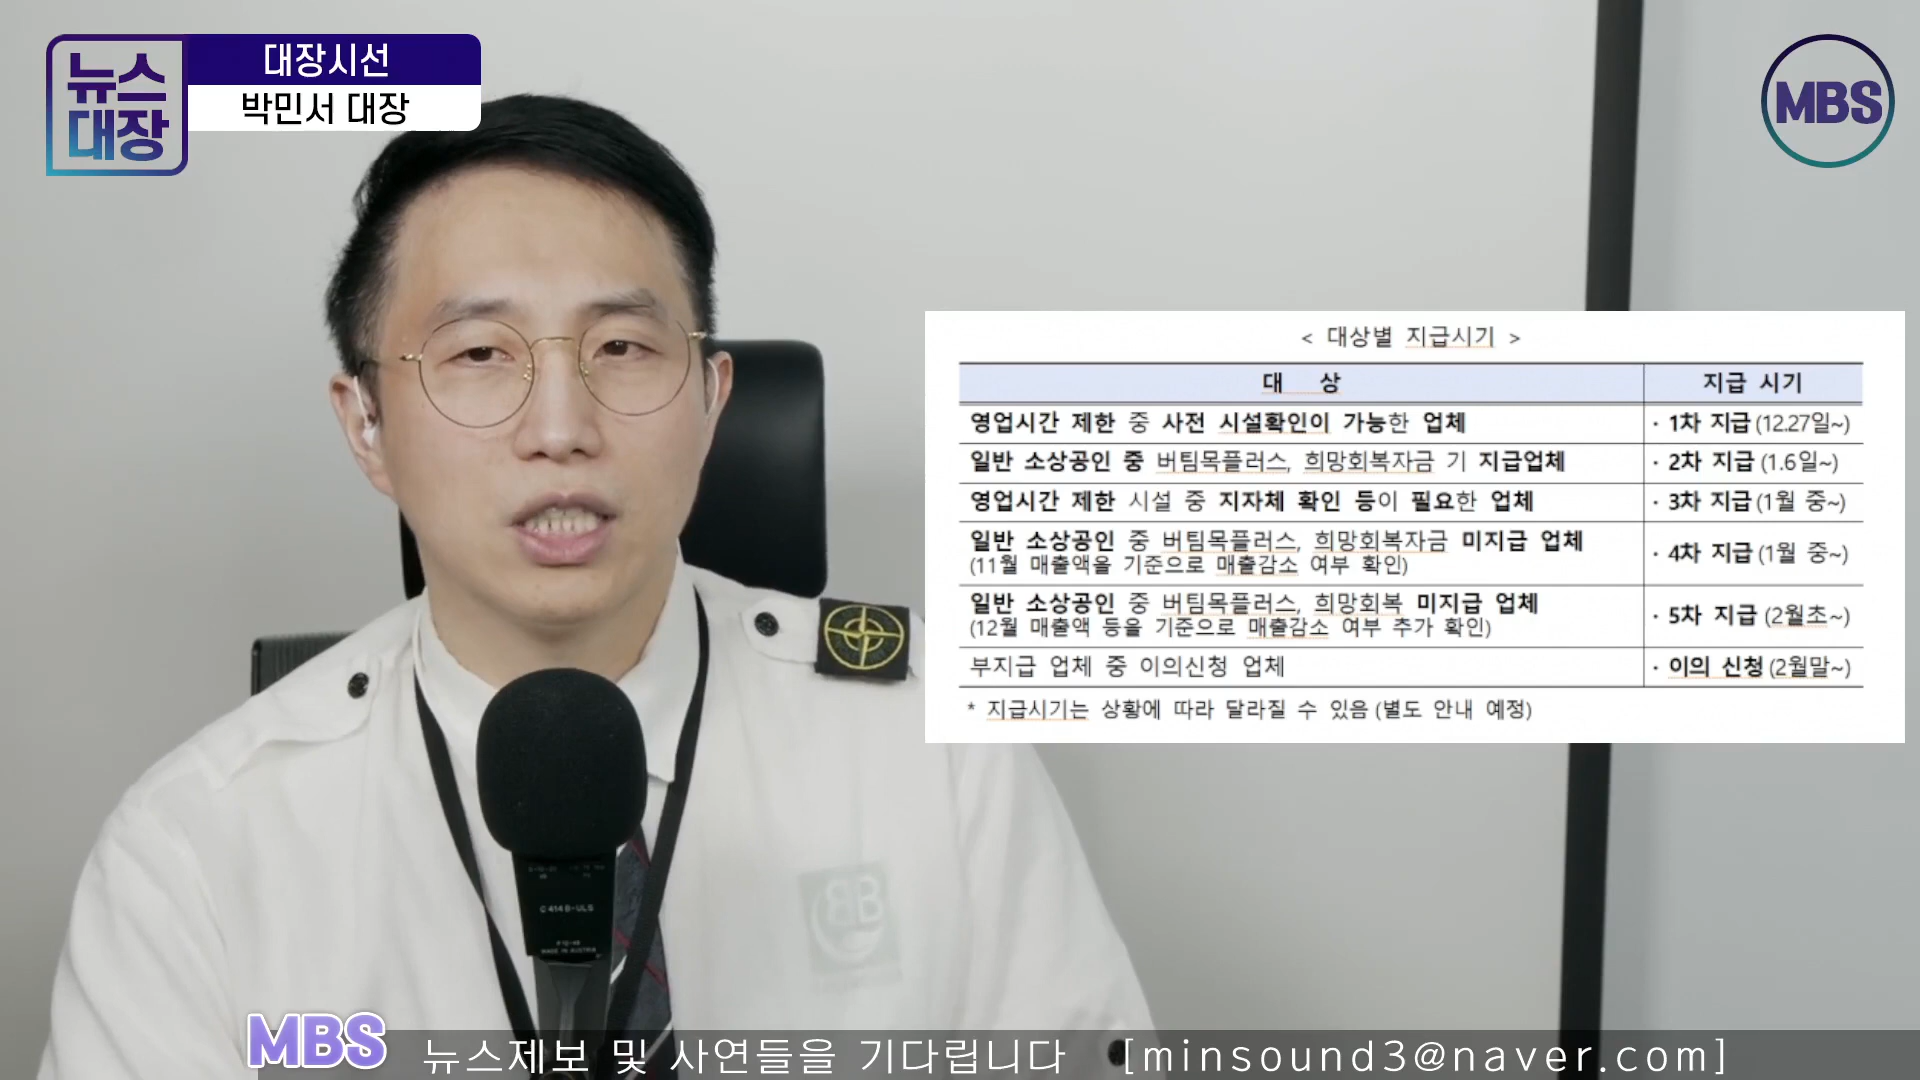 뉴스
대장
대장시선
박민서 대장
MBS
< 대상별 지급시기 >
대 상
지급 시기
영업시간 제한 중 사전 시설확인이 가능한 업체
· 1차 지급 (12.27일~)
일반 소상공인 중 버팀목플러스, 희망회복자금 기 지급업체
· 2차 지급 (1.6일~)
영업시간 제한 시설 중 지자체 확인 등이 필요한 업체
· 3차 지급 (1월 중~)
일반 소상공인 중 버팀목플러스, 희망회복자금 미지급 업체
(11월 매출액을 기준으로 매출감소 여부 확인)
· 4차 지급 (1월 중~)
일반 소상공인 중 버팀목플러스, 희망회복 미지급 업체
(12월 매출액 등을 기준으로 매출감소 여부 추가 확인)
· 5차 지급 (2월초~)
부지급 업체 중 이의신청 업체
· 이의 신청 (2월말~)
* 지급시기는 상황에 따라 달라질 수 있음 (별도 안내 예정)
C414 B-ULS
MADE IN AUSTRIA
MBS 뉴스제보 및 사연들을 기다립니다 [minsound3@naver.com]